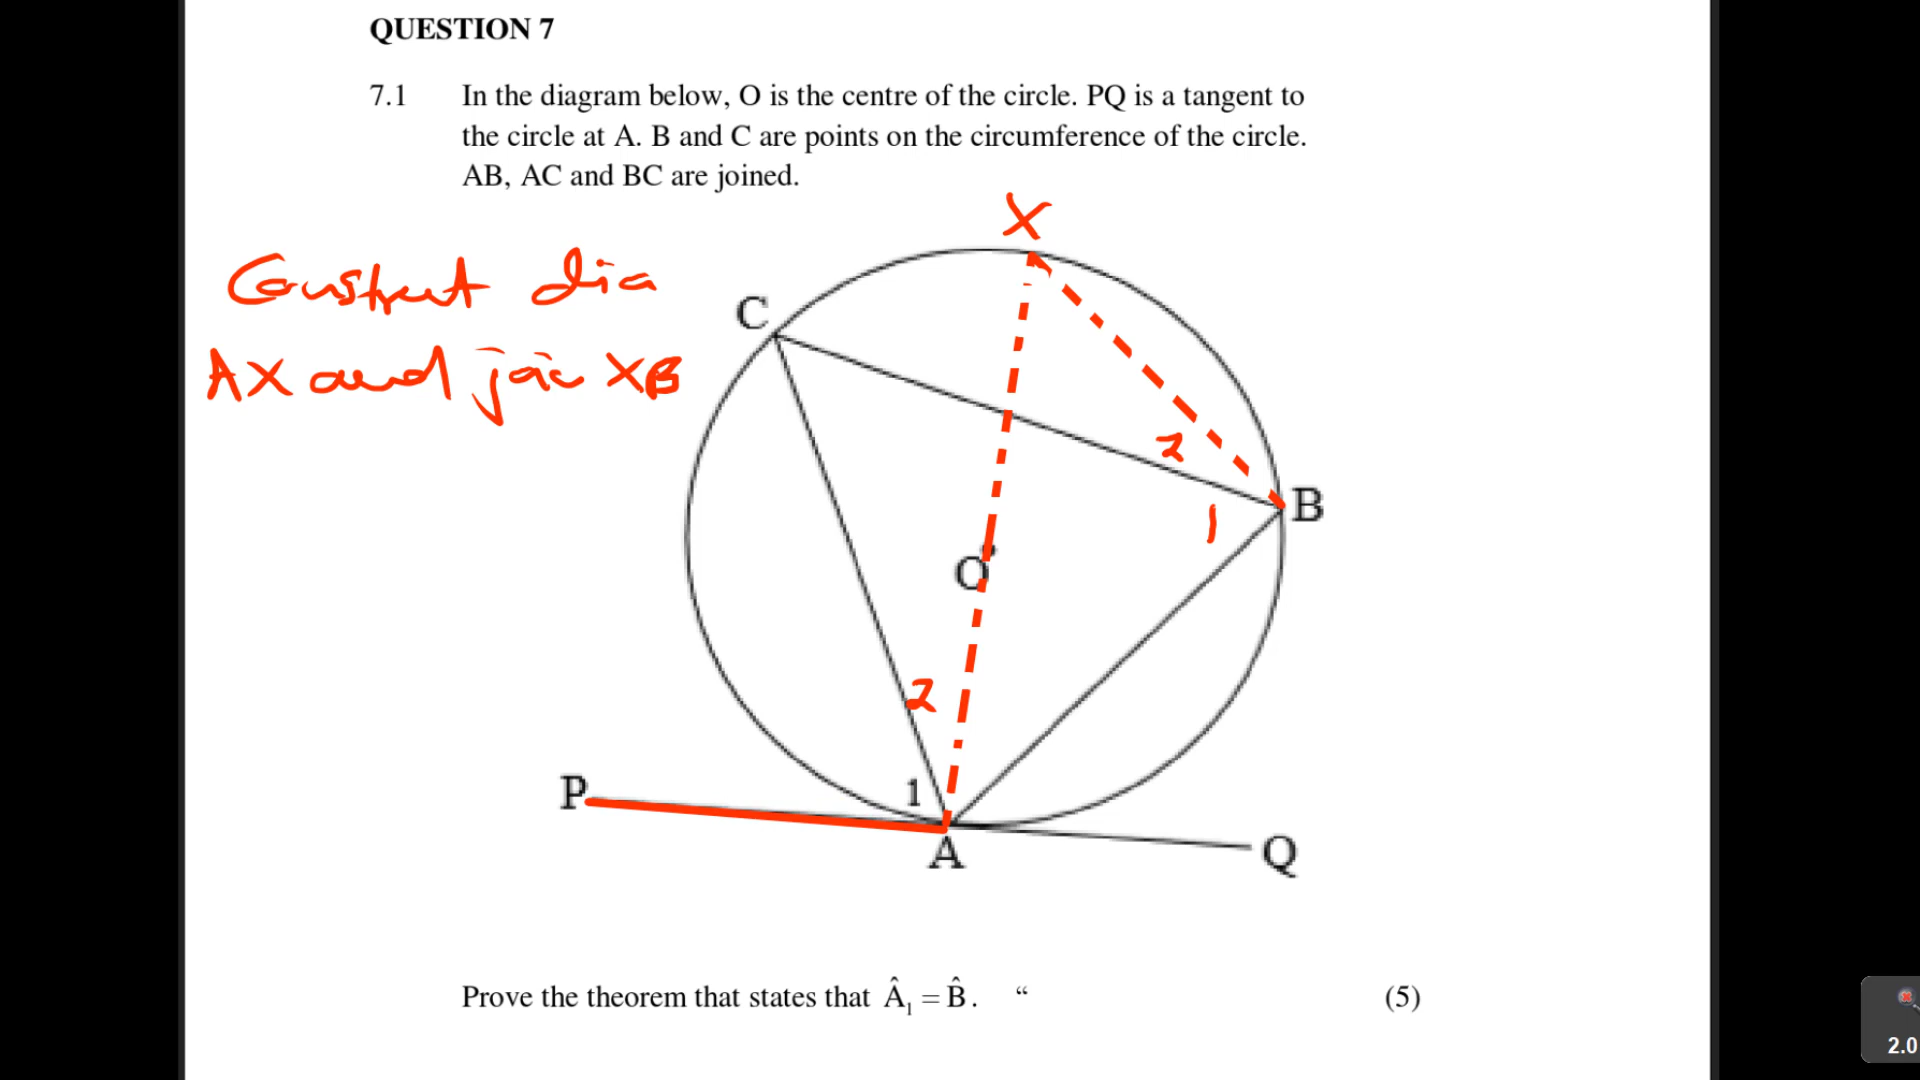 QUESTION 7
7.1 In the diagram below, O is the centre of the circle. PQ is a tangent to
the circle at A. B and C are points on the circumference of the circle.
AB, AC and BC are joined.
X
Construct dia
C
AX and join XB
2
B
1
O
2
P
1
A
Q
Prove the theorem that states that Â₁ = B̂. “ (5)
2.0